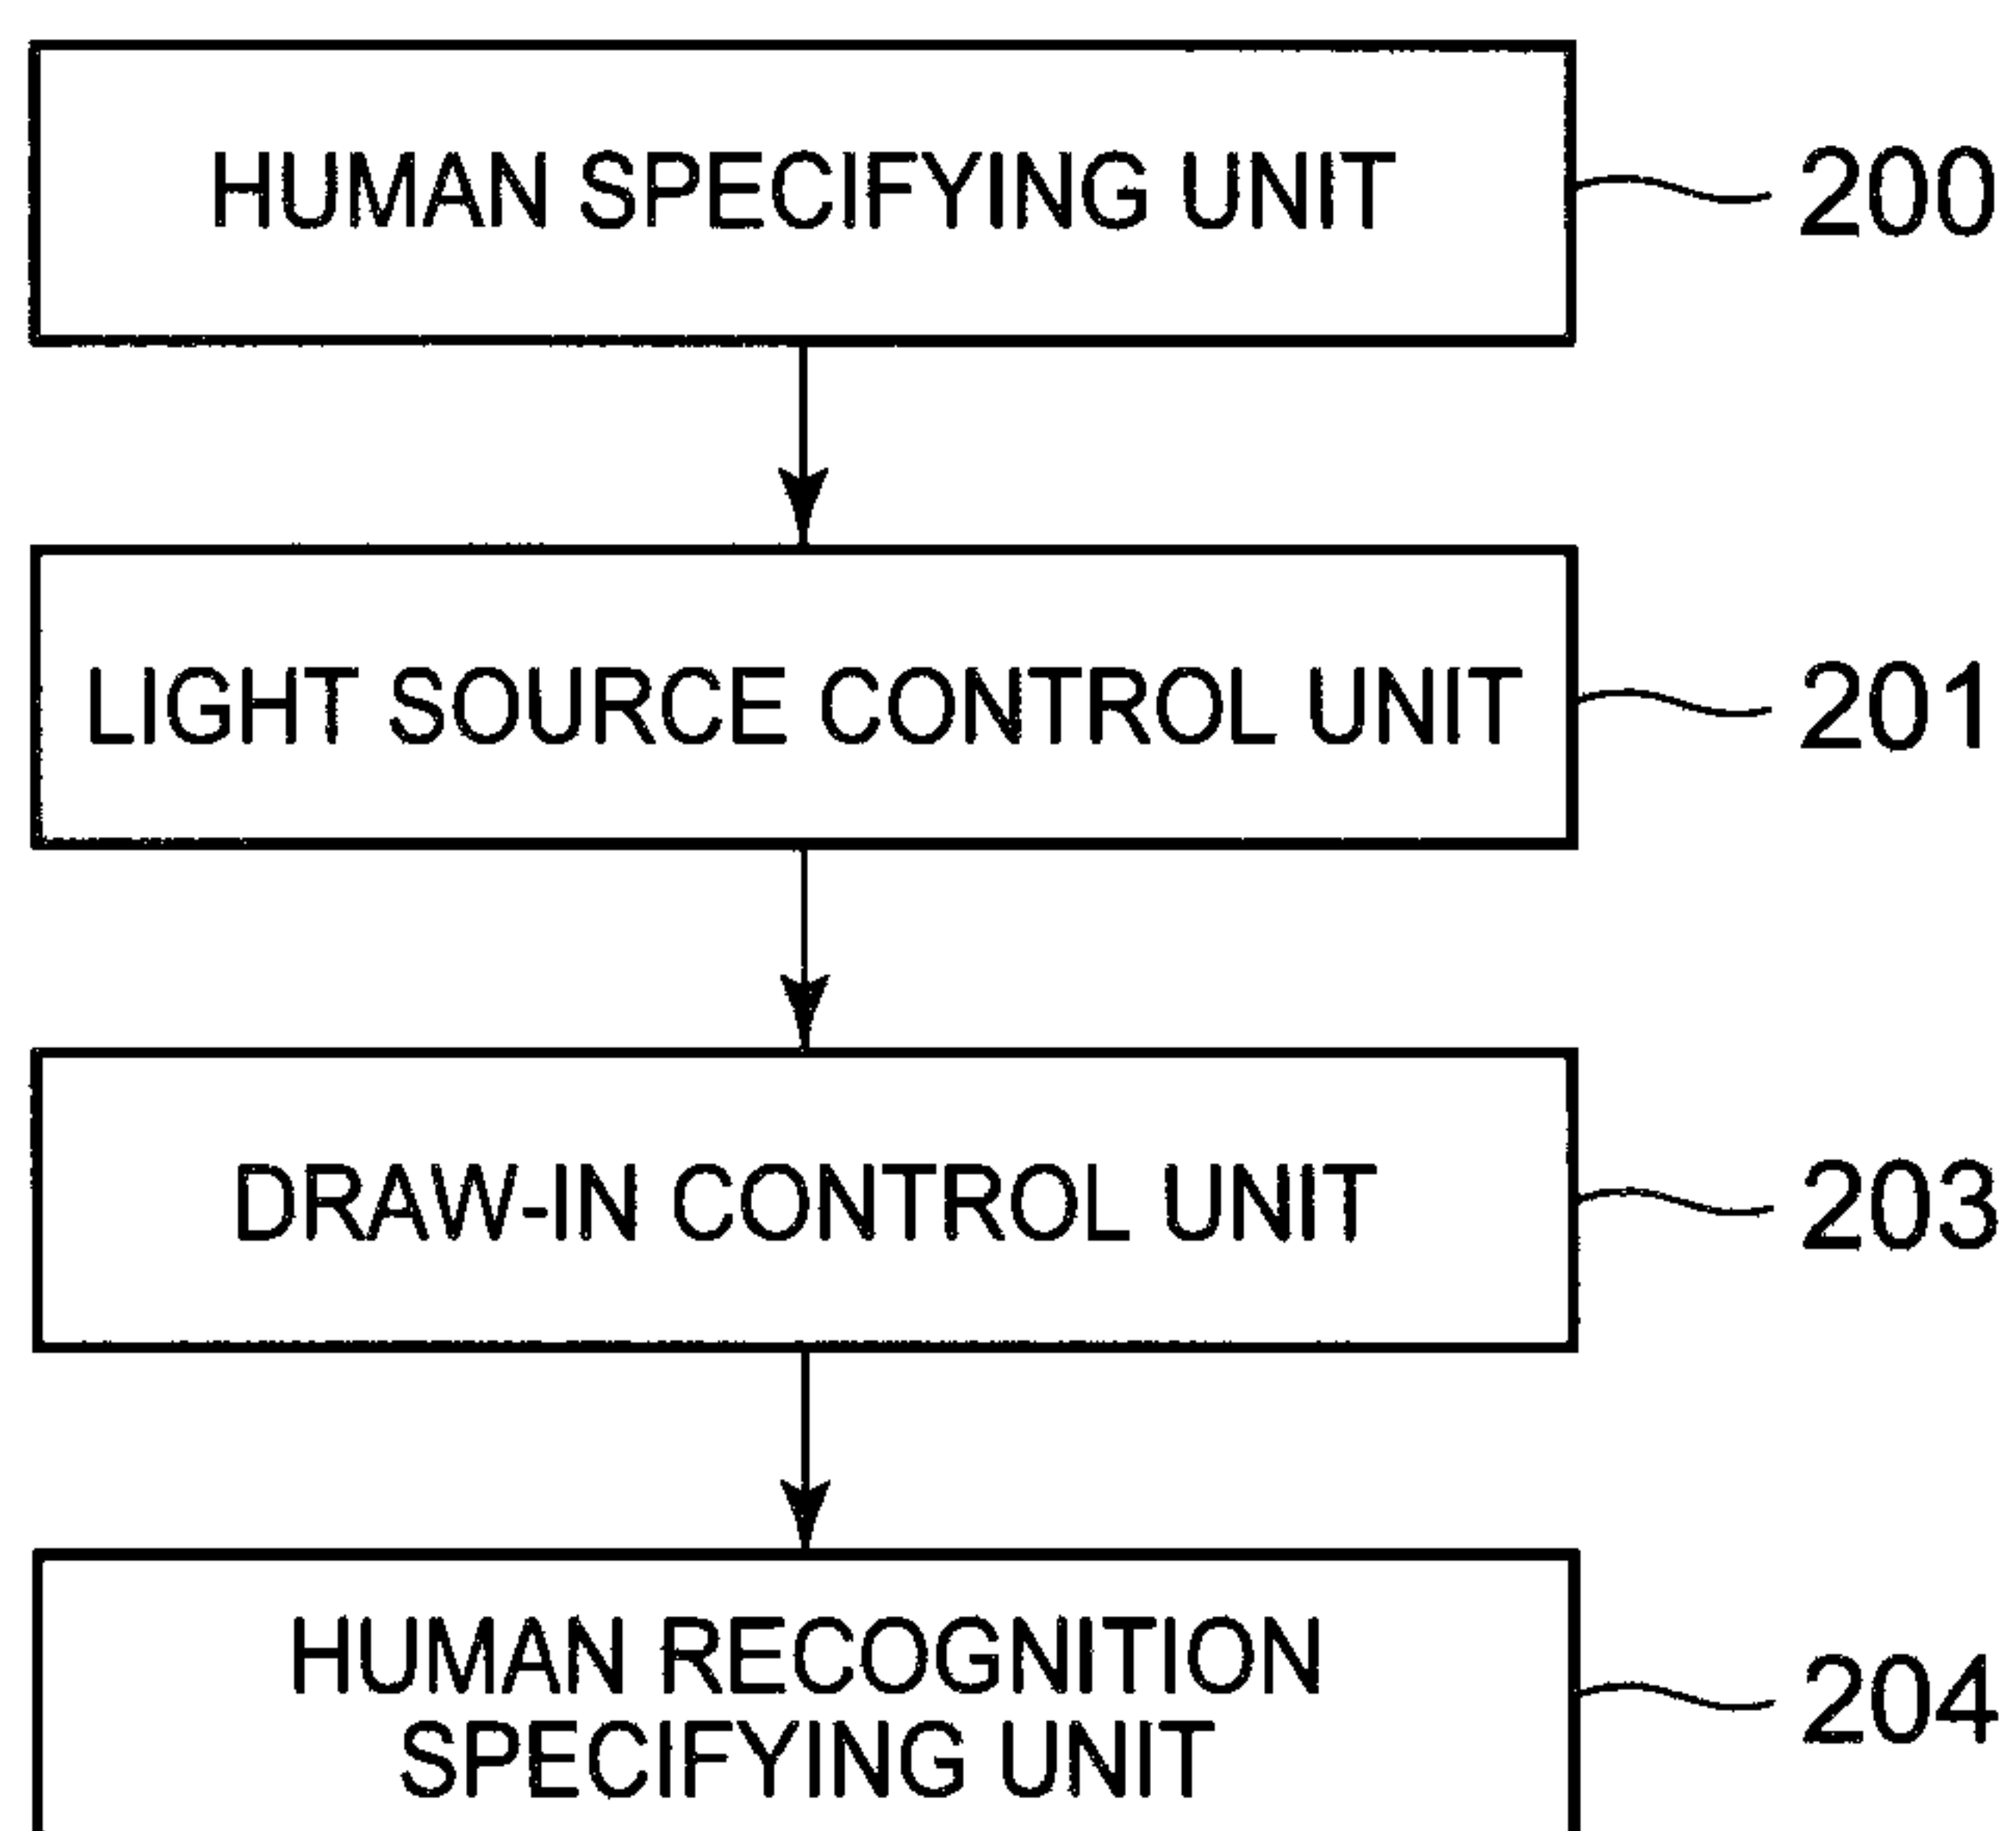 HUMAN SPECIFYING UNIT 200
LIGHT SOURCE CONTROL UNIT 201
DRAW-IN CONTROL UNIT 203
HUMAN RECOGNITION
SPECIFYING UNIT 204